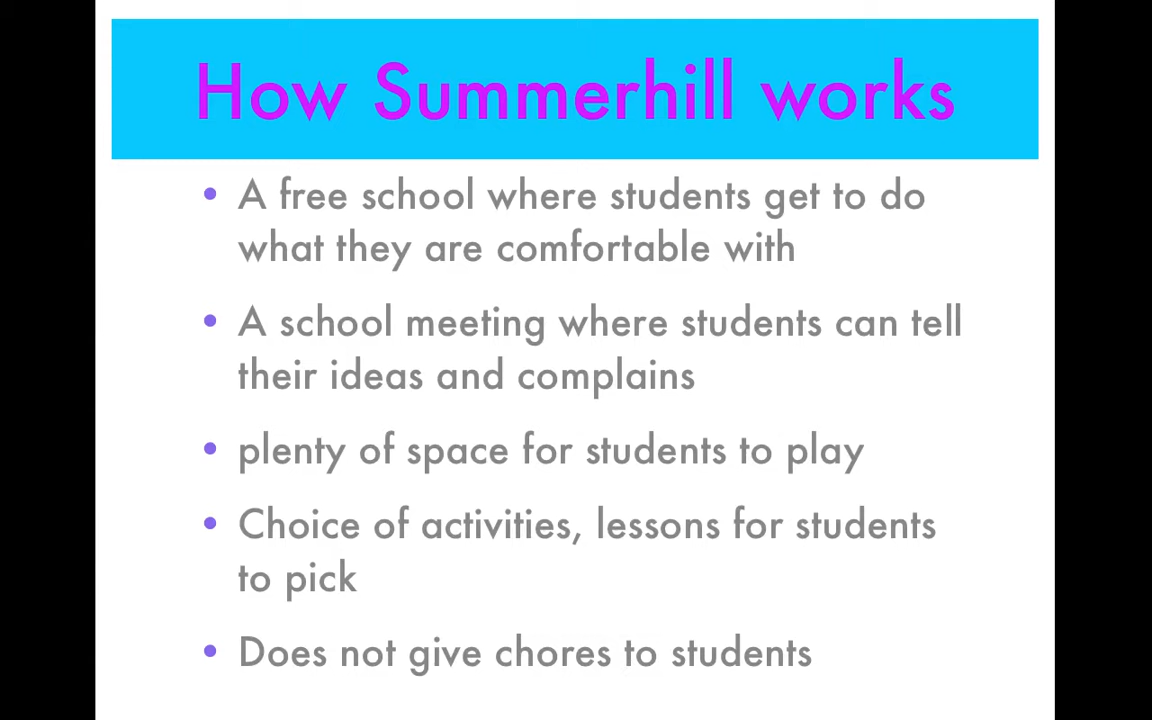 How Summerhill works
• A free school where students get to do
what they are comfortable with
• A school meeting where students can tell
their ideas and complains
• plenty of space for students to play
• Choice of activities, lessons for students
to pick
• Does not give chores to students